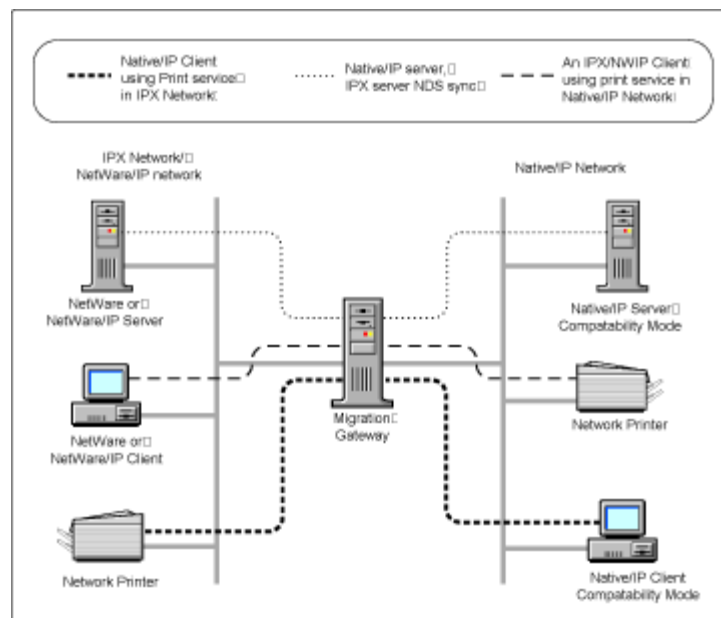 Native/IP Client
using Print service□
in IPX Network□
Native/IP server,□
IPX server NDS sync□
An IPX/NWIP Client□
using print service in
Native/IP Network□
IPX Network/□
NetWare/IP network
Native/IP Network
NetWare or□
NetWare/IP Server
Native/IP Server□
Compatability Mode
Migration□
Gateway
NetWare or□
NetWare/IP Client
Network Printer
Network Printer
Native/IP Client
Compatability Mode